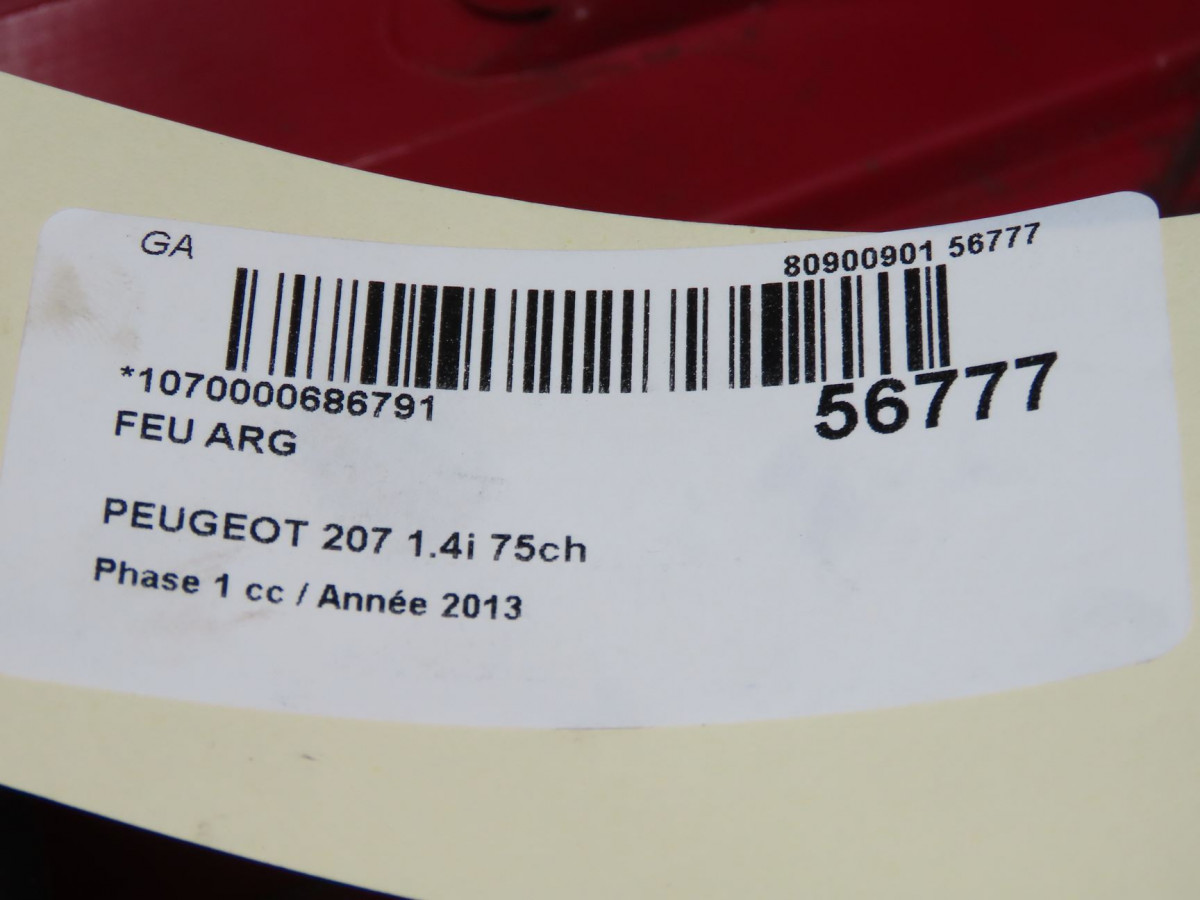 GA
80900901 56777
*1070000686791
56777
FEU ARG
PEUGEOT 207 1.4i 75ch
Phase 1 cc / Année 2013